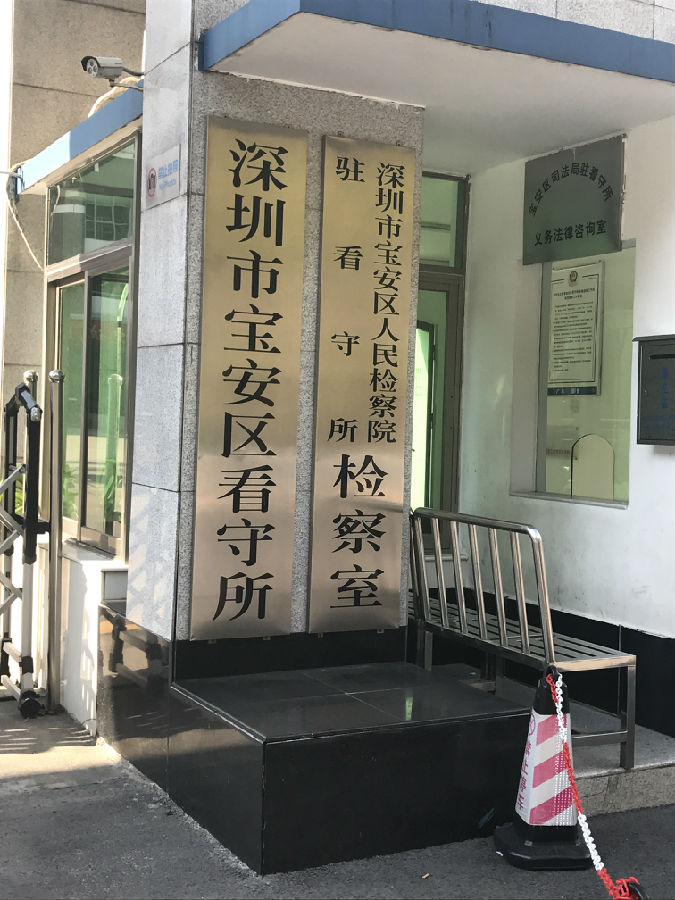 深圳市宝安区看守所
深圳市宝安区人民检察院
驻看守所
检察室
宝安区司法局驻看守所
义务法律咨询室